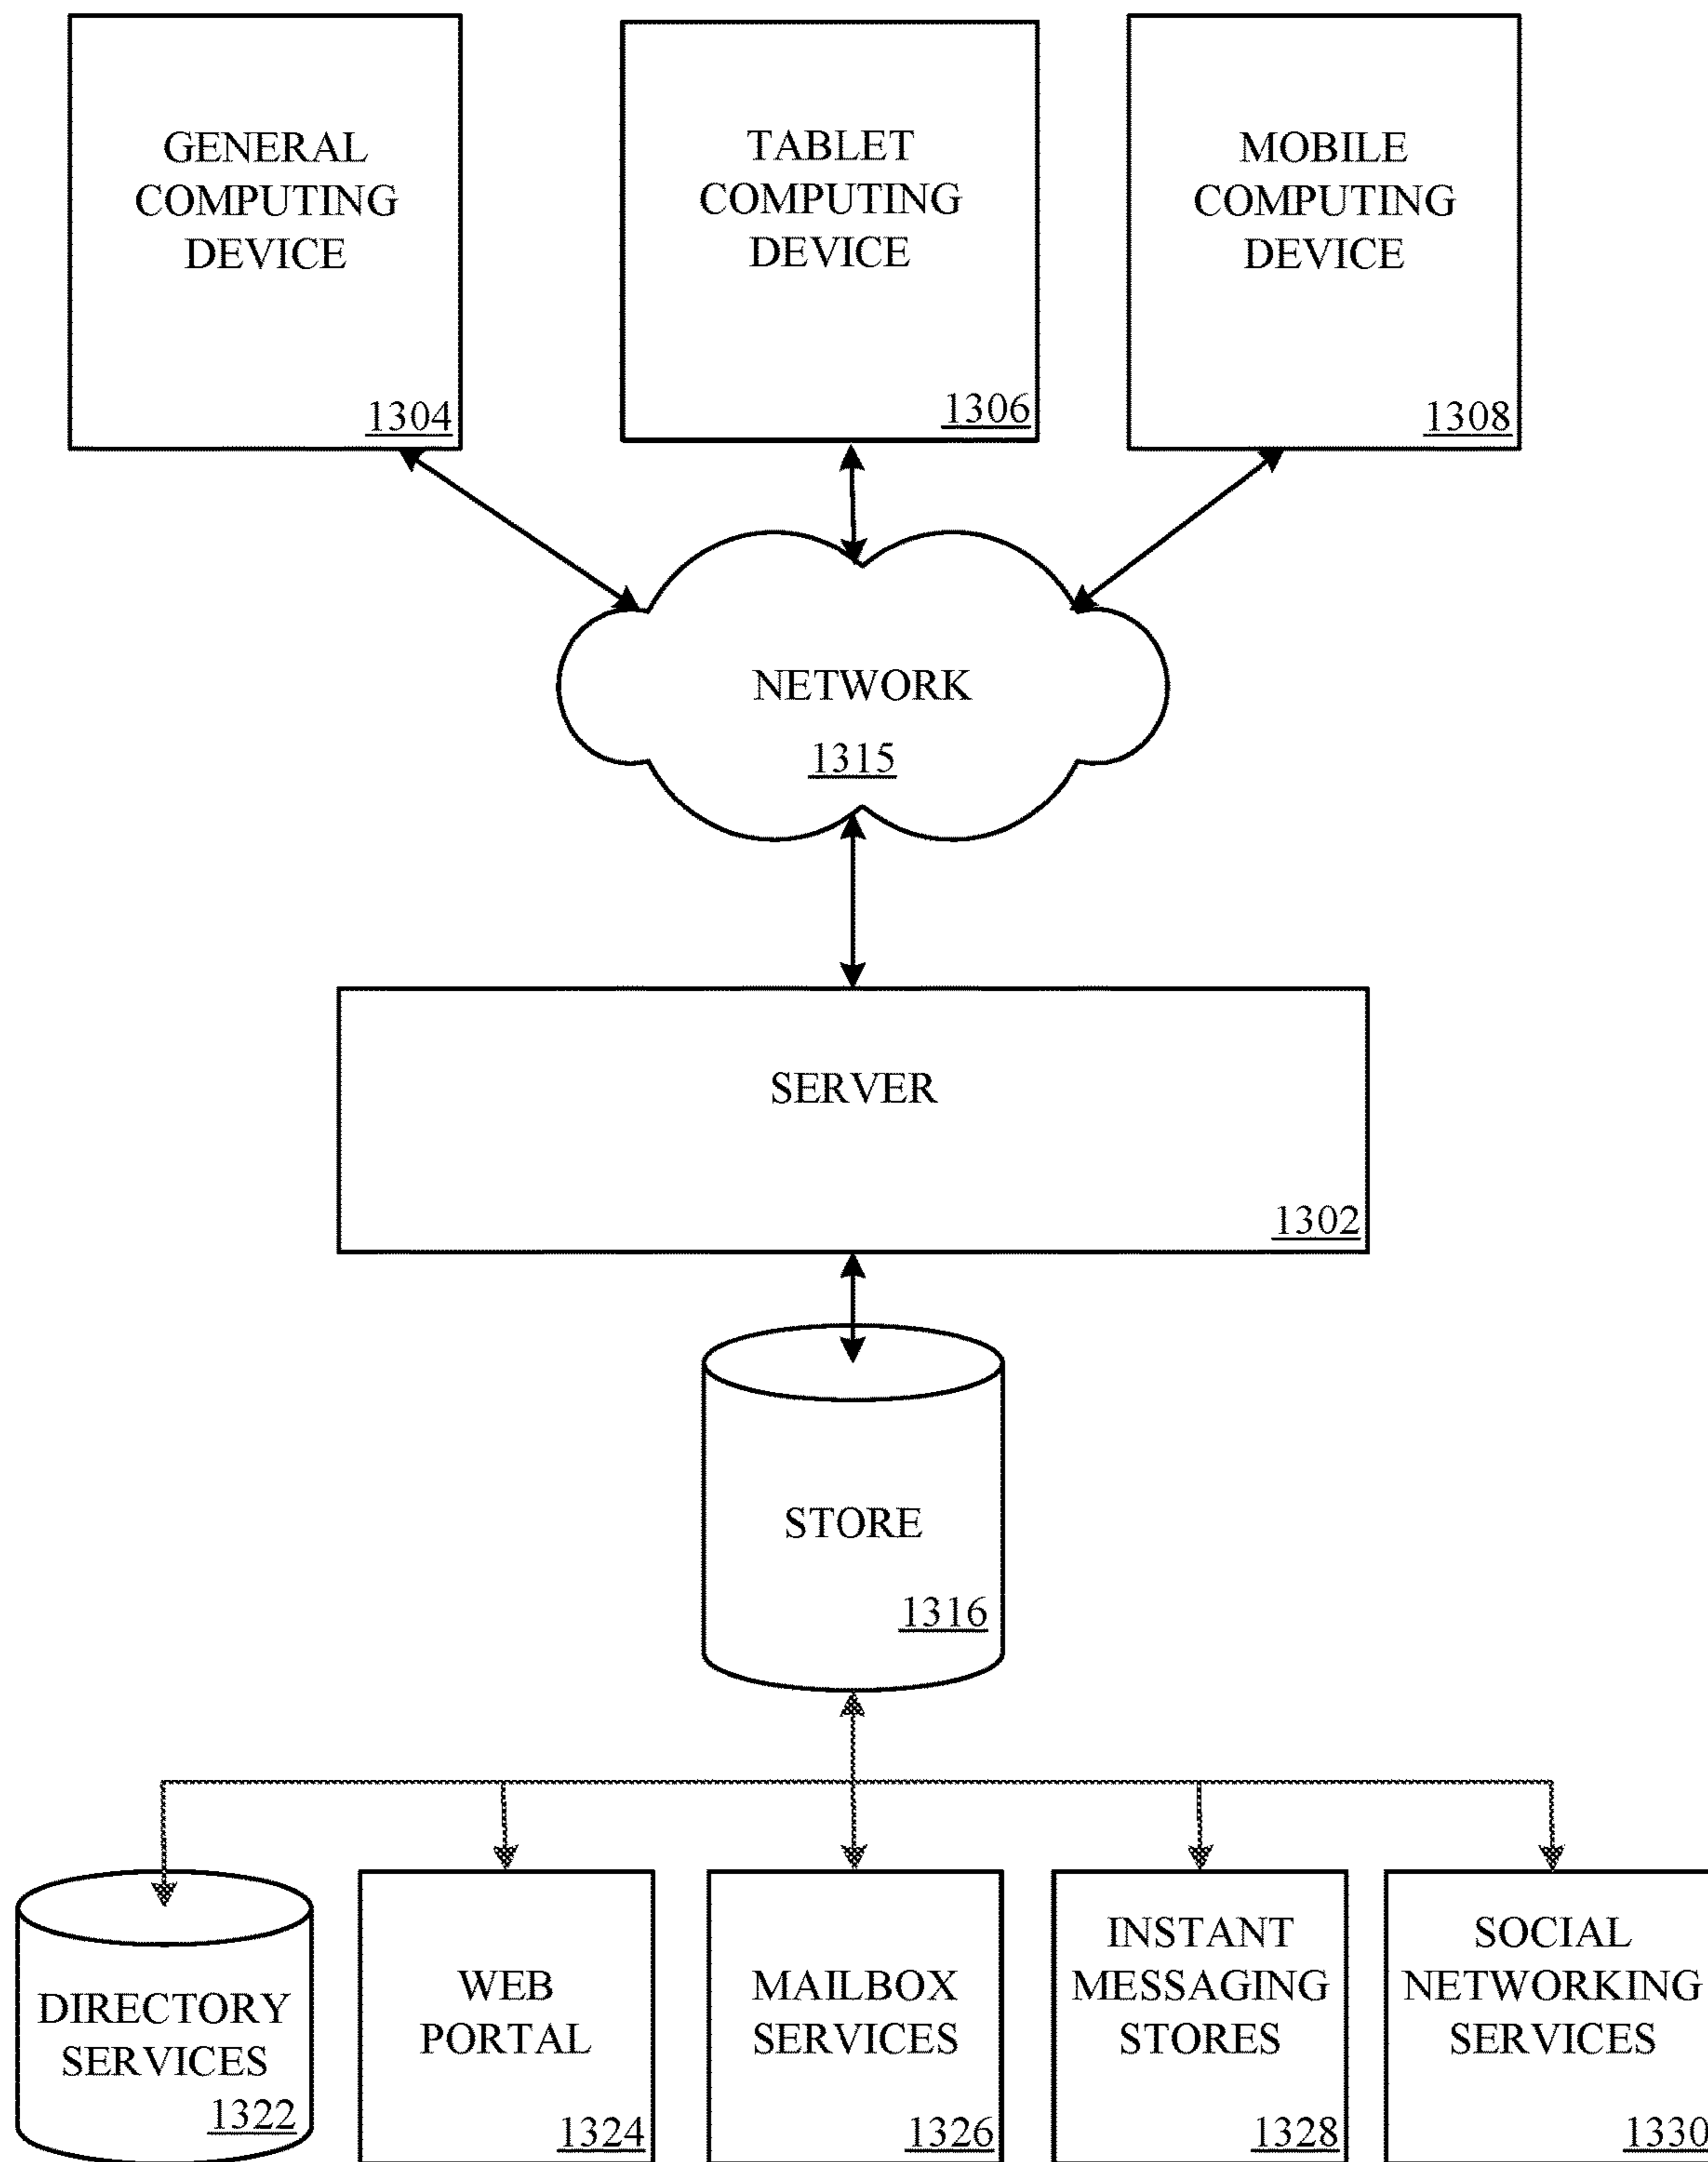 GENERAL
COMPUTING
DEVICE
1304
TABLET
COMPUTING
DEVICE
1306
MOBILE
COMPUTING
DEVICE
1308
NETWORK
1315
SERVER
1302
STORE
1316
DIRECTORY
SERVICES
1322
WEB
PORTAL
1324
MAILBOX
SERVICES
1326
INSTANT
MESSAGING
STORES
1328
SOCIAL
NETWORKING
SERVICES
1330